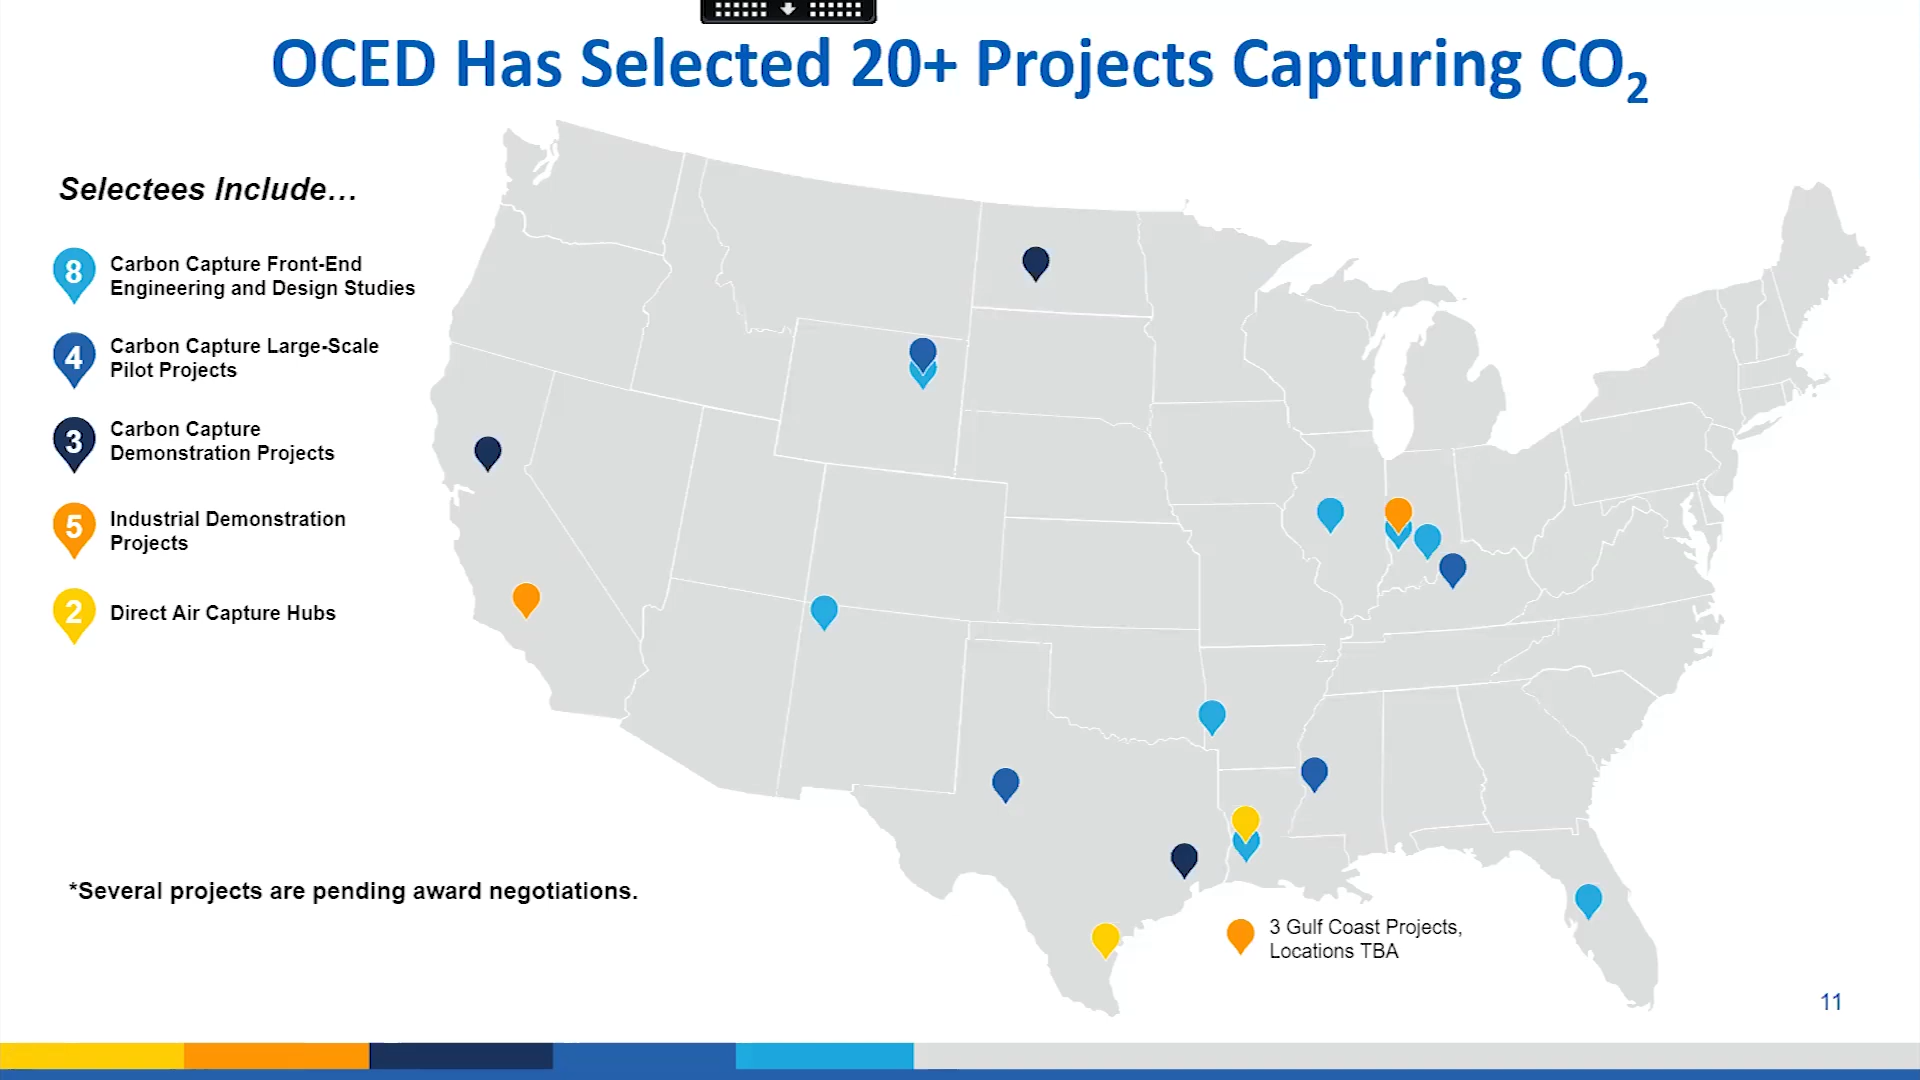 OCED Has Selected 20+ Projects Capturing CO₂
Selectees Include…
8
Carbon Capture Front-End
Engineering and Design Studies
4
Carbon Capture Large-Scale
Pilot Projects
3
Carbon Capture
Demonstration Projects
5
Industrial Demonstration
Projects
2
Direct Air Capture Hubs
*Several projects are pending award negotiations.
3 Gulf Coast Projects,
Locations TBA
11